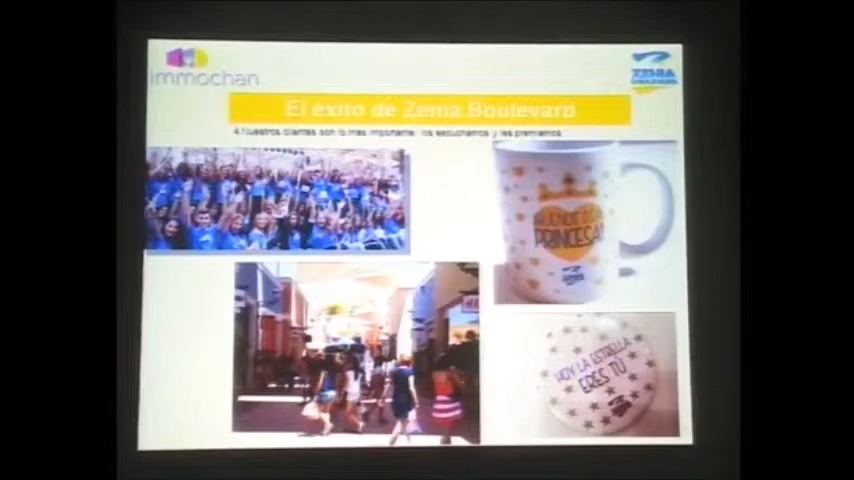 immochan
ZENIA
BOULEVARD
El éxito de Zenia Boulevard
4.Nuestros clientes son lo más importante: los escuchamos y les premiamos
PRINCESA
ZENIA
HOY LA ESTRELLA
ERES TÚ